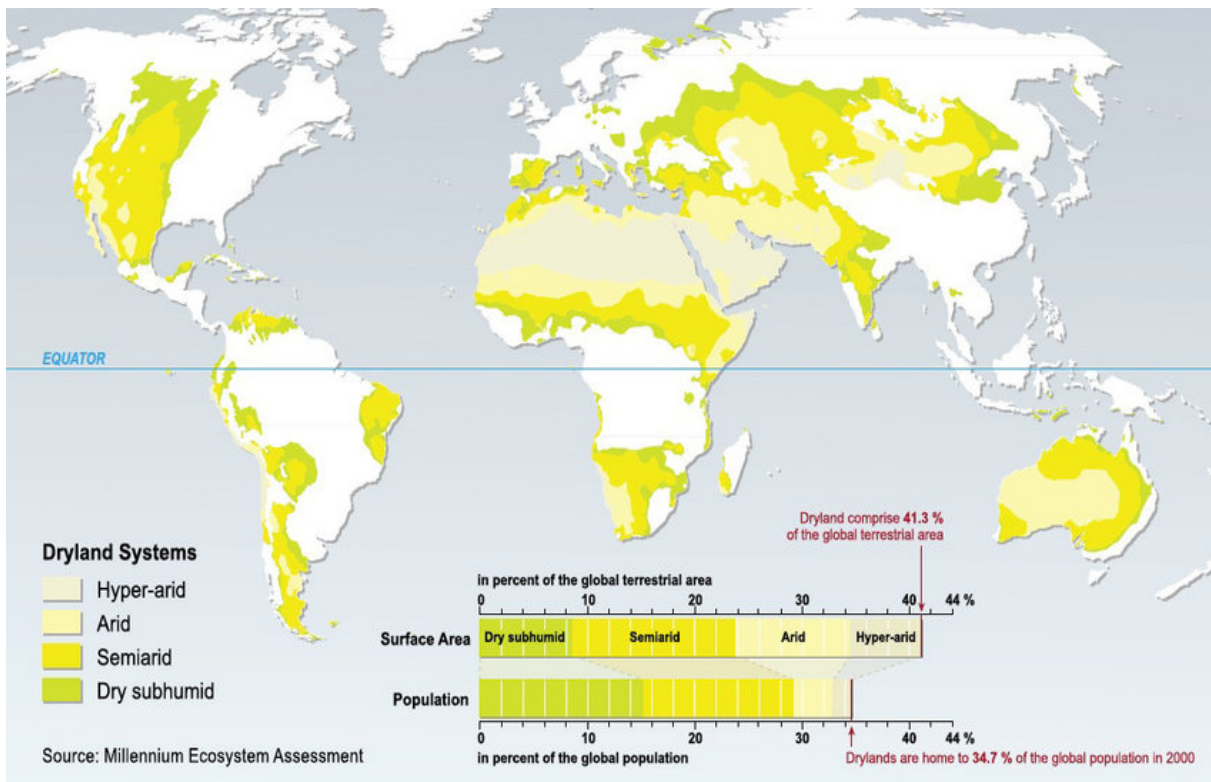 EQUATOR
Dryland comprise 41.3 %
of the global terrestrial area
Dryland Systems
Hyper-arid
Arid
Semiarid
Dry subhumid
in percent of the global terrestrial area
0 10 20 30 40 44 %
Surface Area Dry subhumid Semiarid Arid Hyper-arid
Population
0 10 20 30 40 44 %
in percent of the global population
Drylands are home to 34.7 % of the global population in 2000
Source: Millennium Ecosystem Assessment